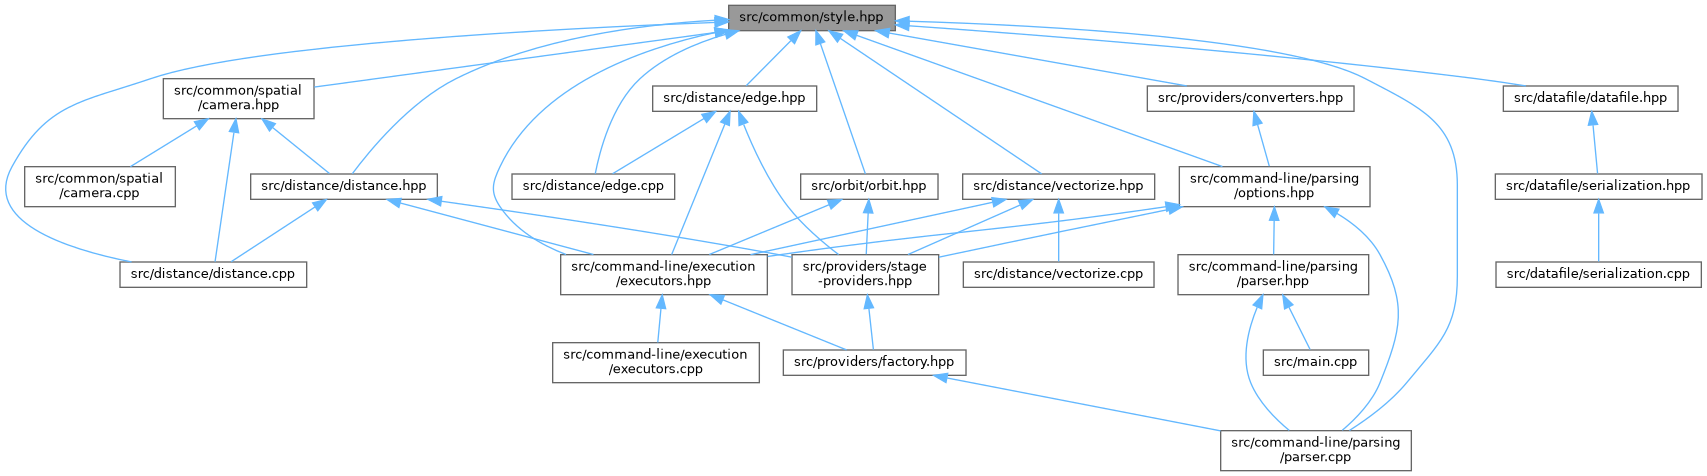 src/common/style.hpp
src/common/spatial
/camera.hpp
src/distance/edge.hpp
src/providers/converters.hpp
src/datafile/datafile.hpp
src/common/spatial
/camera.cpp
src/distance/distance.hpp
src/distance/edge.cpp
src/orbit/orbit.hpp
src/distance/vectorize.hpp
src/command-line/parsing
/options.hpp
src/datafile/serialization.hpp
src/distance/distance.cpp
src/command-line/execution
/executors.hpp
src/providers/stage
-providers.hpp
src/distance/vectorize.cpp
src/command-line/parsing
/parser.hpp
src/datafile/serialization.cpp
src/command-line/execution
/executors.cpp
src/providers/factory.hpp
src/main.cpp
src/command-line/parsing
/parser.cpp